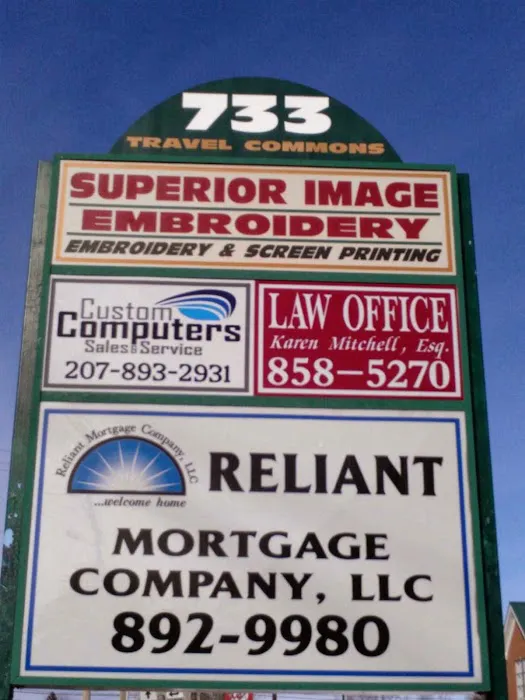 733
TRAVEL COMMONS
SUPERIOR IMAGE
EMBROIDERY
EMBROIDERY & SCREEN PRINTING
Custom
Computers
Sales & Service
207-893-2931
LAW OFFICE
Karen Mitchell, Esq.
858-5270
Reliant Mortgage Company, LLC
...welcome home
RELIANT
MORTGAGE
COMPANY, LLC
892-9980